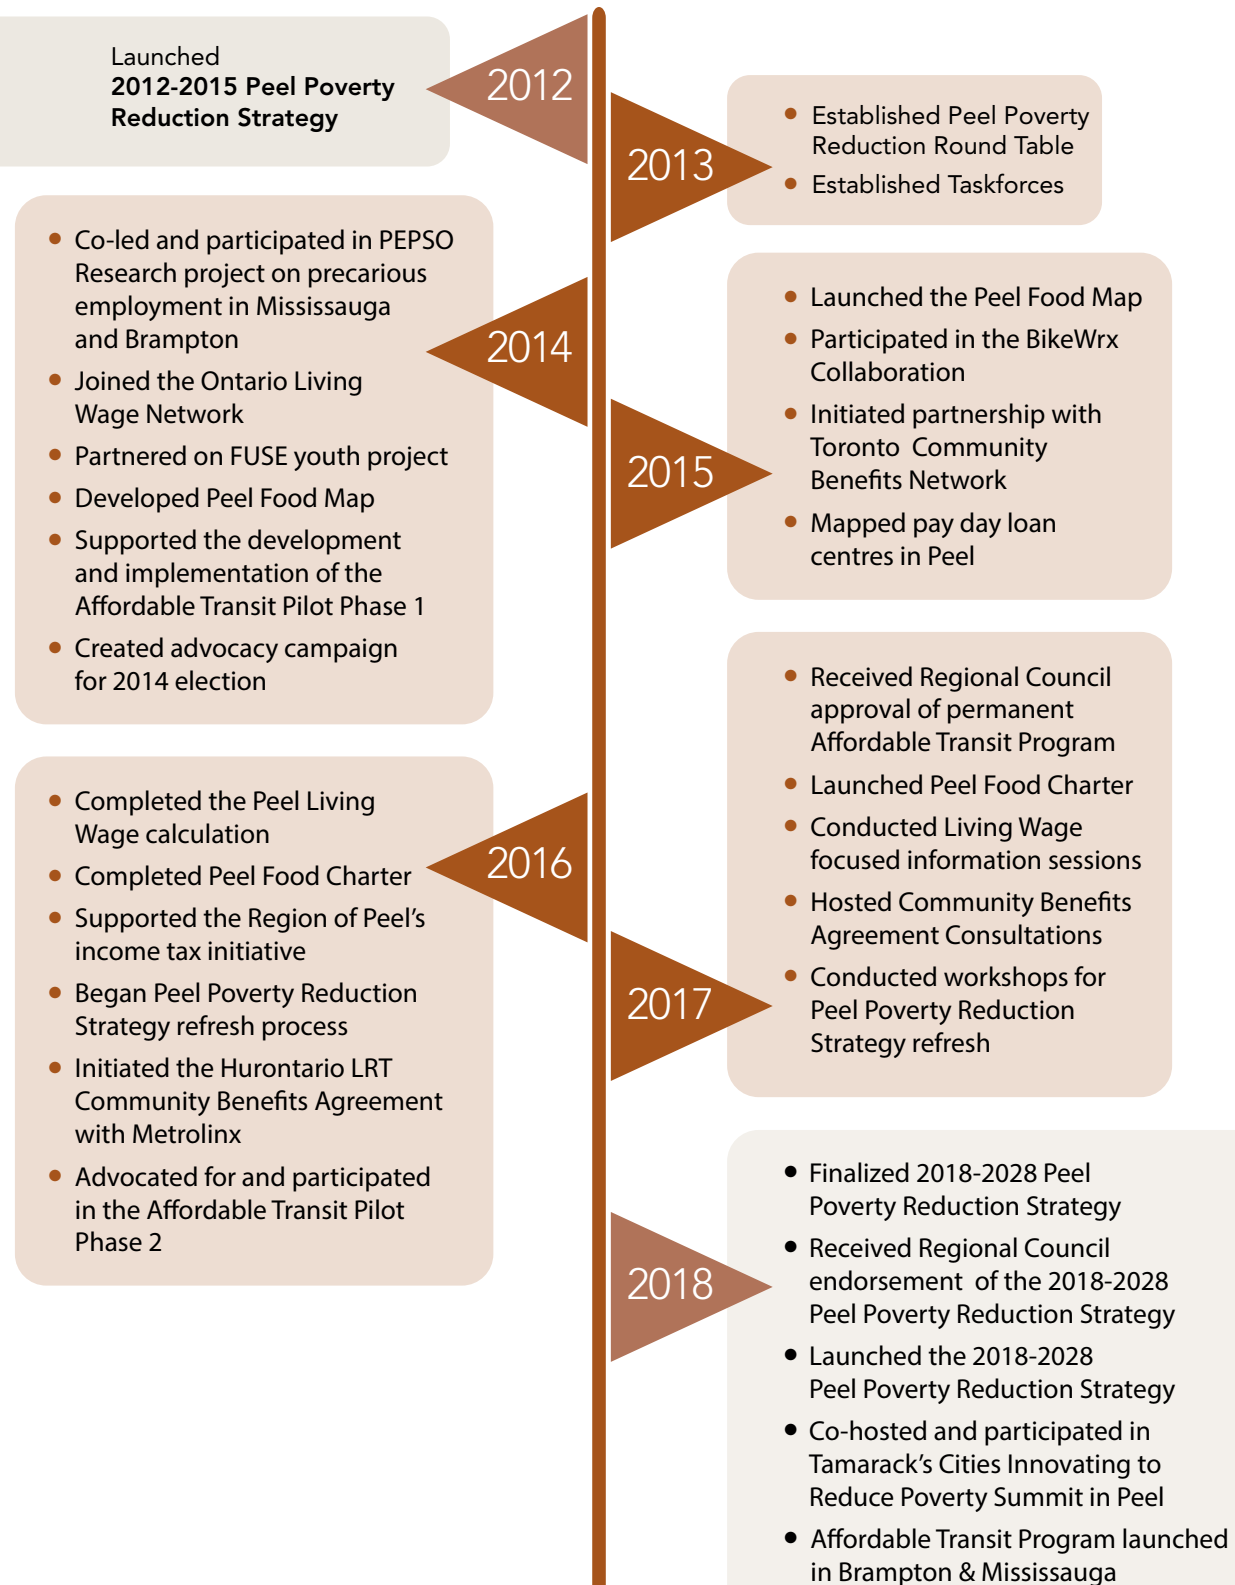 Launched
2012-2015 Peel Poverty
Reduction Strategy
2012
2013
• Established Peel Poverty
Reduction Round Table
• Established Taskforces
2014
• Co-led and participated in PEPSO
Research project on precarious
employment in Mississauga
and Brampton
• Joined the Ontario Living
Wage Network
• Partnered on FUSE youth project
• Developed Peel Food Map
• Supported the development
and implementation of the
Affordable Transit Pilot Phase 1
• Created advocacy campaign
for 2014 election
2015
• Launched the Peel Food Map
• Participated in the BikeWrx
Collaboration
• Initiated partnership with
Toronto Community
Benefits Network
• Mapped pay day loan
centres in Peel
2016
• Completed the Peel Living
Wage calculation
• Completed Peel Food Charter
• Supported the Region of Peel's
income tax initiative
• Began Peel Poverty Reduction
Strategy refresh process
• Initiated the Hurontario LRT
Community Benefits Agreement
with Metrolinx
• Advocated for and participated
in the Affordable Transit Pilot
Phase 2
2017
• Received Regional Council
approval of permanent
Affordable Transit Program
• Launched Peel Food Charter
• Conducted Living Wage
focused information sessions
• Hosted Community Benefits
Agreement Consultations
• Conducted workshops for
Peel Poverty Reduction
Strategy refresh
2018
• Finalized 2018-2028 Peel
Poverty Reduction Strategy
• Received Regional Council
endorsement of the 2018-2028
Peel Poverty Reduction Strategy
• Launched the 2018-2028
Peel Poverty Reduction Strategy
• Co-hosted and participated in
Tamarack's Cities Innovating to
Reduce Poverty Summit in Peel
• Affordable Transit Program launched
in Brampton & Mississauga